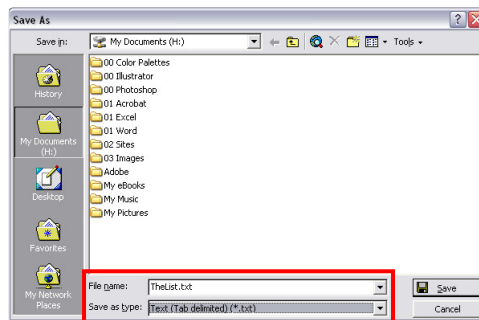 Save As
Save in: My Documents (H:) Tools
History
My Documents
(H:)
Desktop
Favorites
My Network
Places
00 Color Palettes
00 Illustrator
00 Photoshop
01 Acrobat
01 Excel
01 Word
02 Sites
03 Images
Adobe
My eBooks
My Music
My Pictures
File name: TheList.txt Save
Save as type: Text (Tab delimited) (*.txt) Cancel